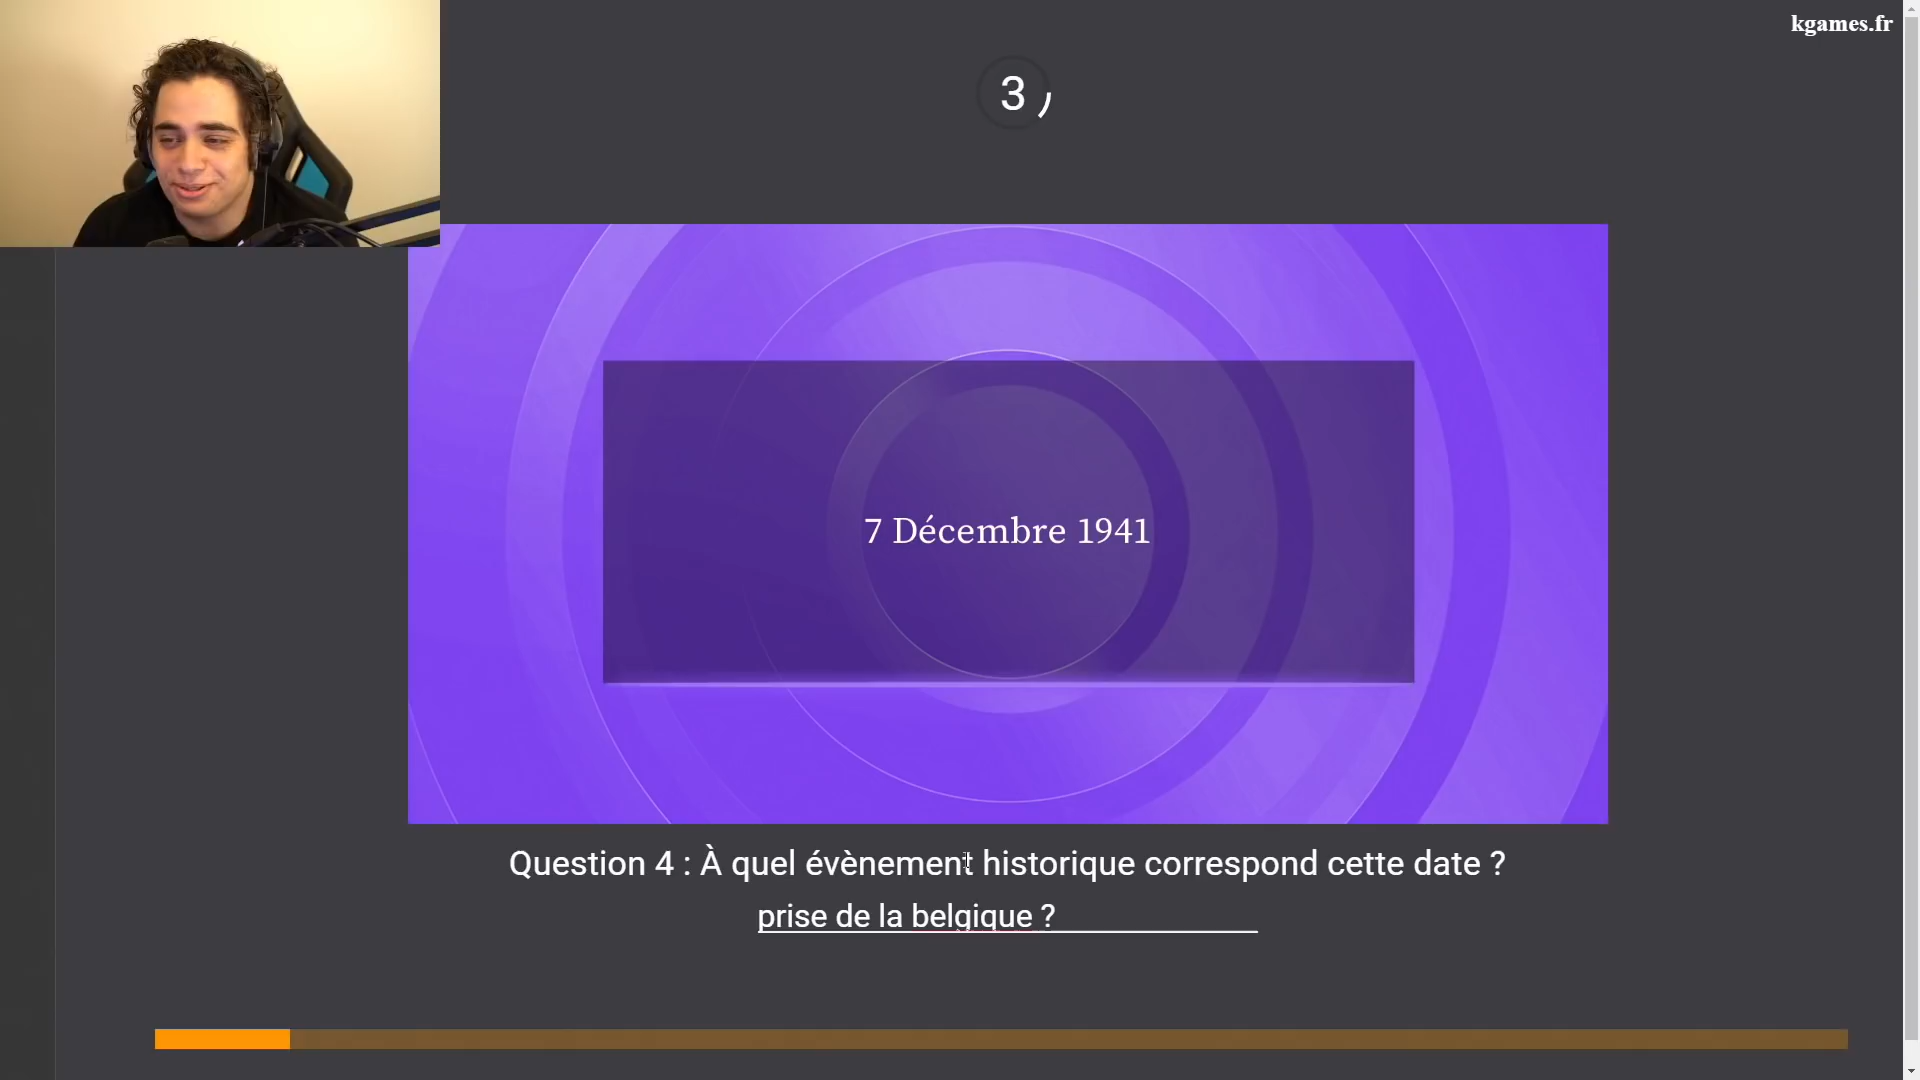 kgames.fr
3
7 Décembre 1941
Question 4 : À quel évènement historique correspond cette date ?
prise de la belgique ?